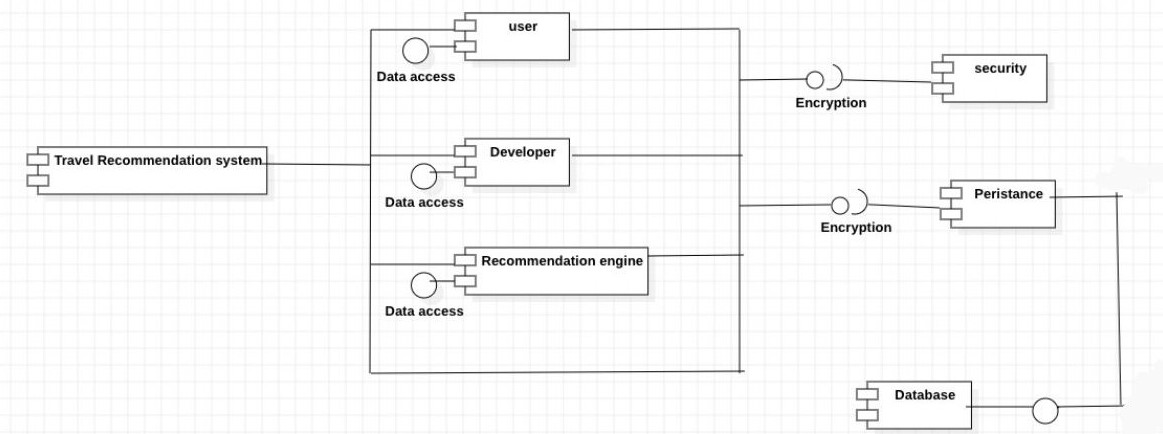 user
Data access
security
Encryption
Travel Recommendation system
Developer
Data access
Peristance
Encryption
Recommendation engine
Data access
Database